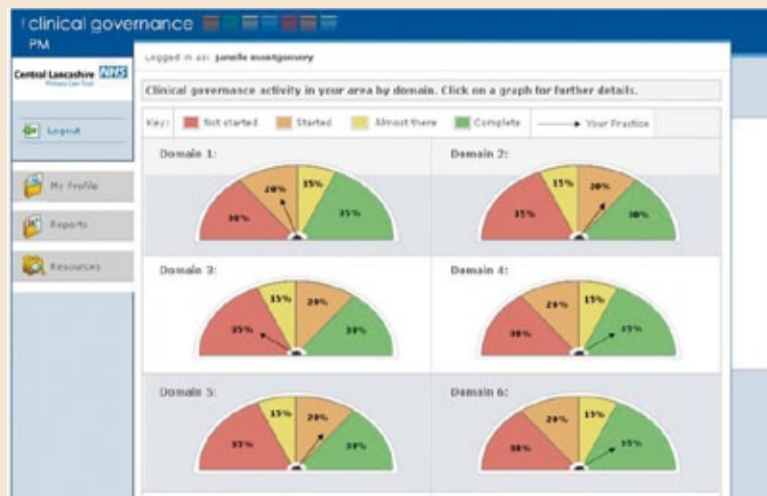 clinical governance
PM
Central Lancashire NHS
Primary Care Trust
Logged in as: janelle montgomery
Clinical governance activity in your area by domain. Click on a graph for further details.
Key: Not started Started Almost there Complete Your Practice
Logout
My Profile
Reports
Resources
Domain 1:
30% 20% 15% 35%
Domain 2:
35% 15% 20% 30%
Domain 3:
35% 15% 20% 30%
Domain 4:
30% 20% 15% 35%
Domain 5:
35% 15% 20% 30%
Domain 6:
30% 20% 15% 35%